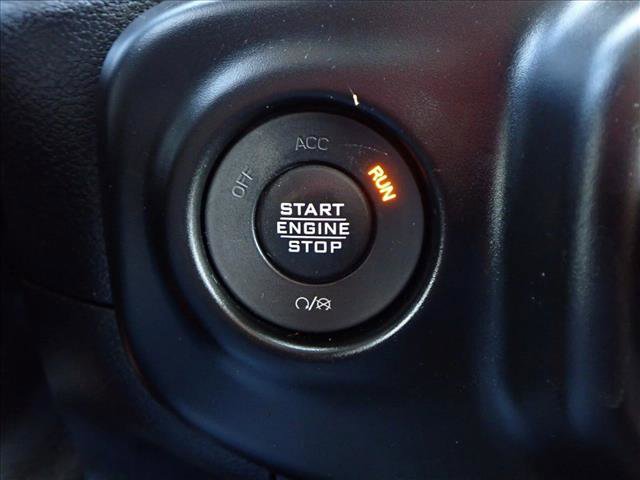 ACC
OFF
RUN
START
ENGINE
STOP